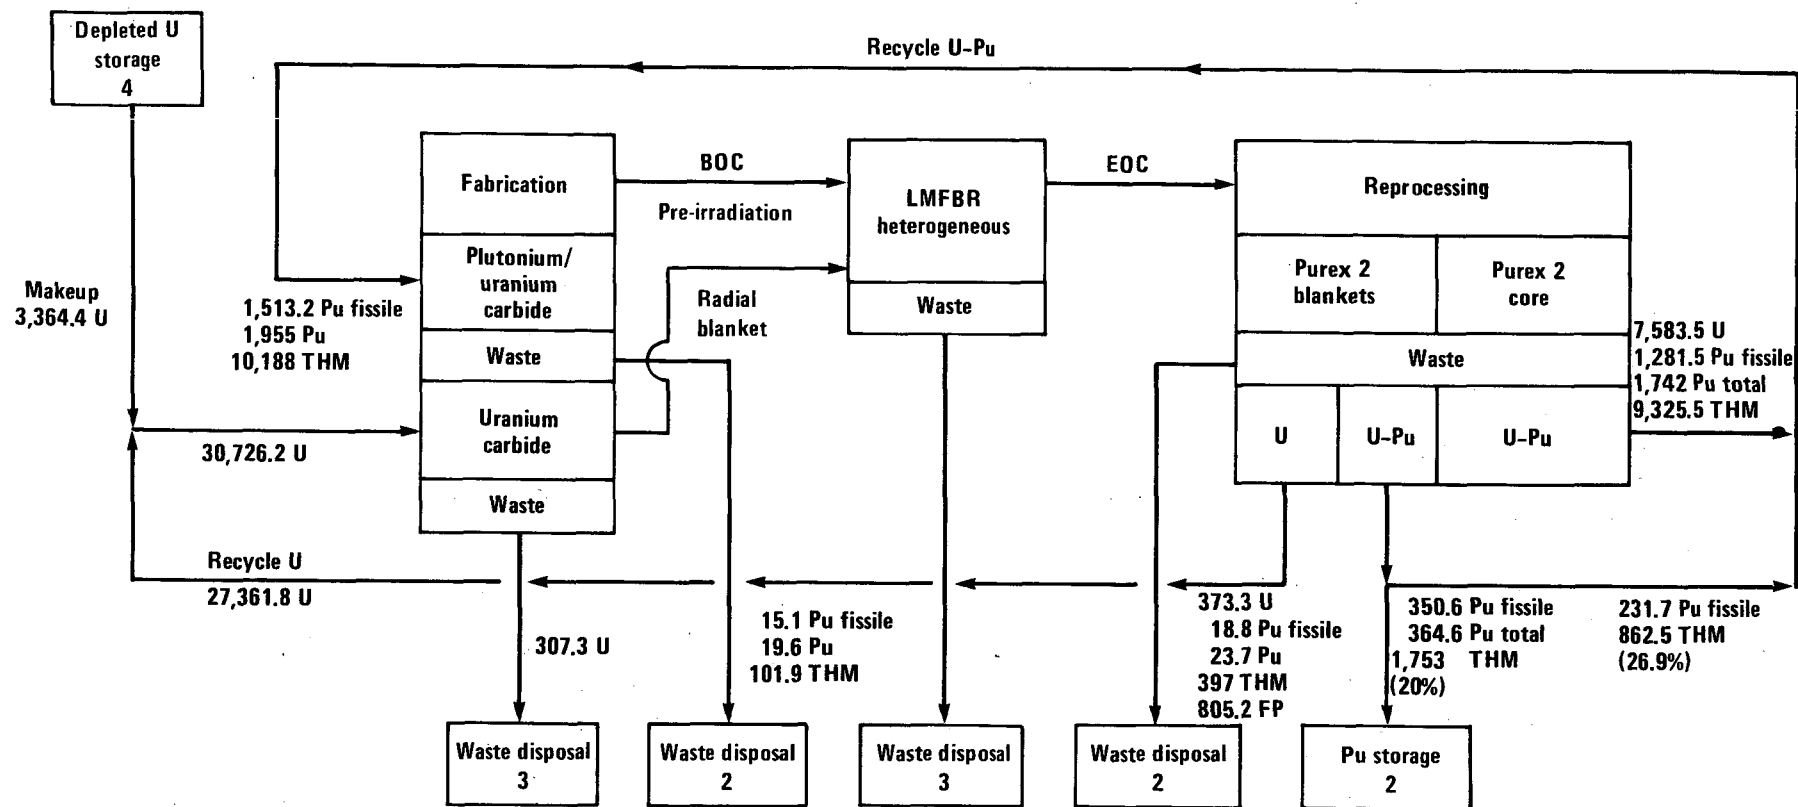 Depleted U
storage
4
Recycle U-Pu
Makeup
3,364.4 U
1,513.2 Pu fissile
1,955 Pu
10,188 THM
30,726.2 U
Recycle U
27,361.8 U
Fabrication
Plutonium/
uranium
carbide
Waste
Uranium
carbide
Waste
BOC
Pre-irradiation
Radial
blanket
LMFBR
heterogeneous
Waste
EOC
Reprocessing
Purex 2
blankets
Purex 2
core
Waste
U
U-Pu
U-Pu
7,583.5 U
1,281.5 Pu fissile
1,742 Pu total
9,325.5 THM
307.3 U
15.1 Pu fissile
19.6 Pu
101.9 THM
373.3 U
18.8 Pu fissile
23.7 Pu
397 THM
805.2 FP
350.6 Pu fissile
364.6 Pu total
1,753 THM
(20%)
231.7 Pu fissile
862.5 THM
(26.9%)
Waste disposal
3
Waste disposal
2
Waste disposal
3
Waste disposal
2
Pu storage
2